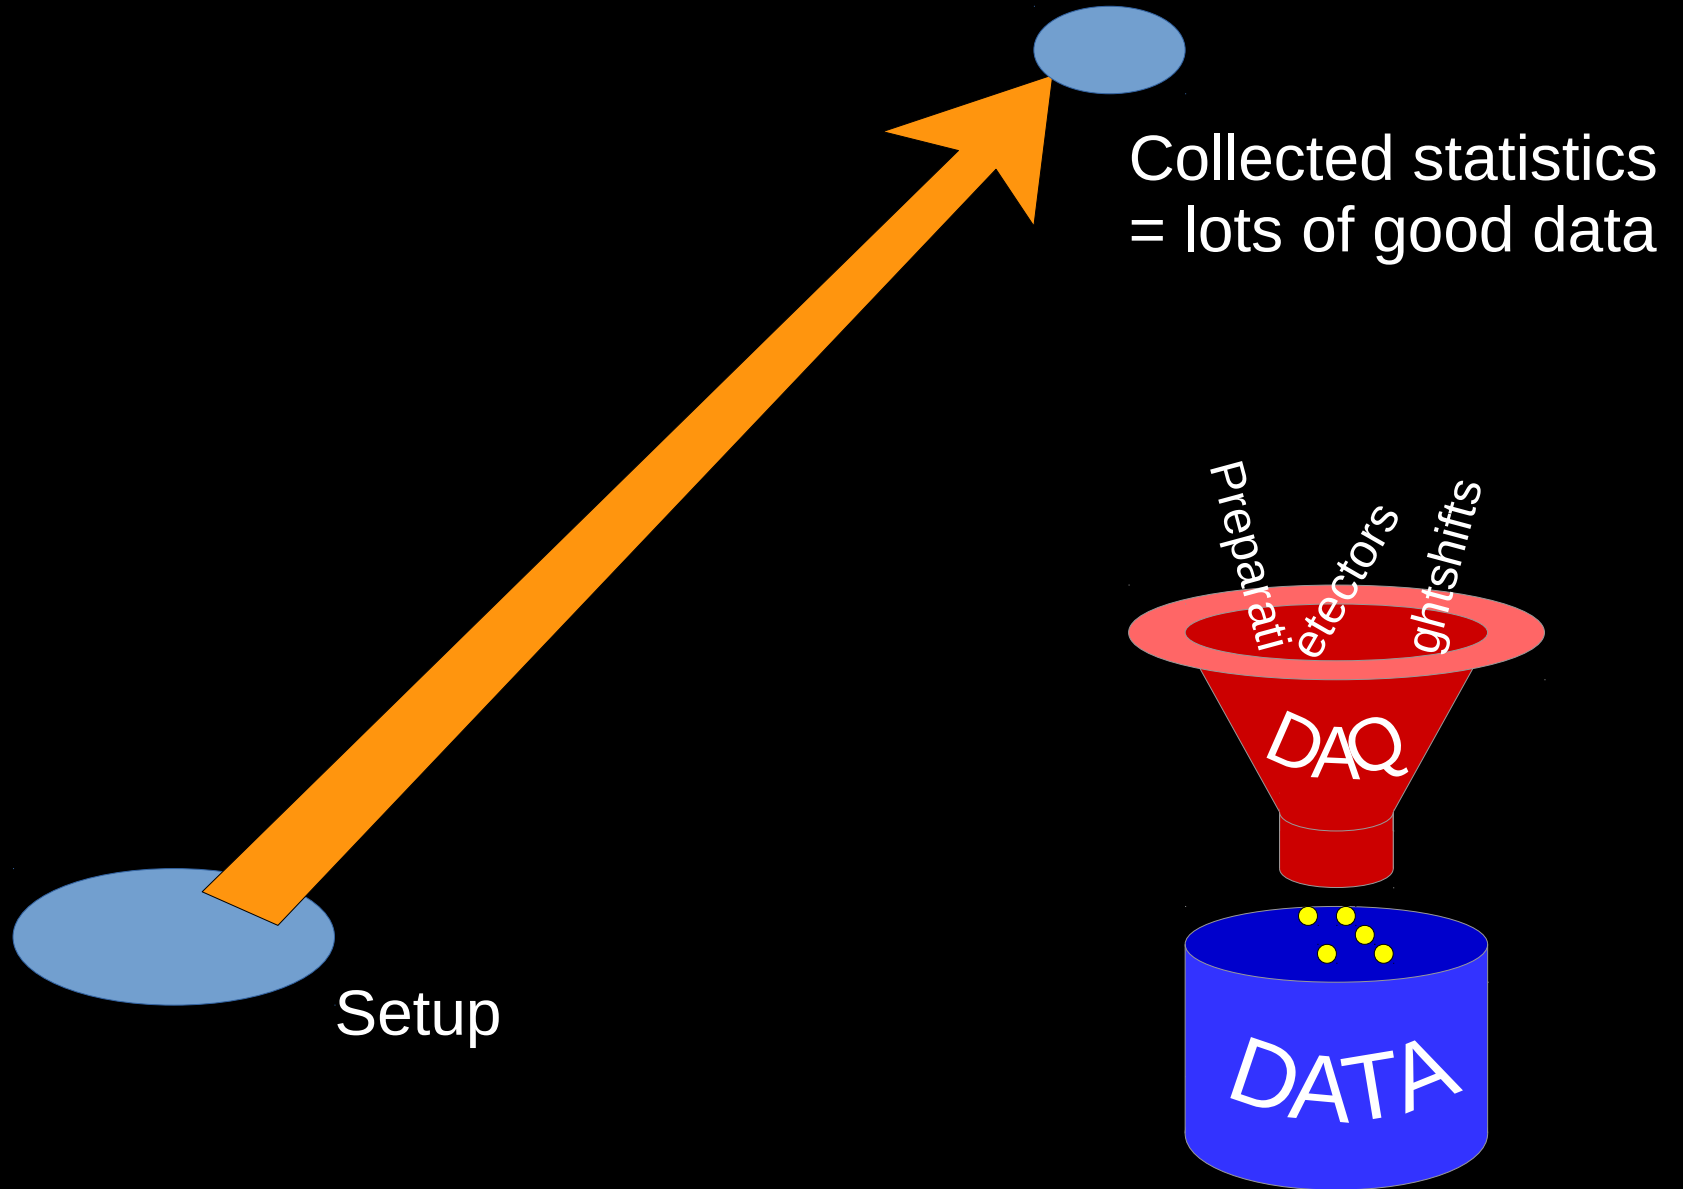 Collected statistics
= lots of good data
Preparati
etectors
ghtshifts
DAQ
Setup
DATA